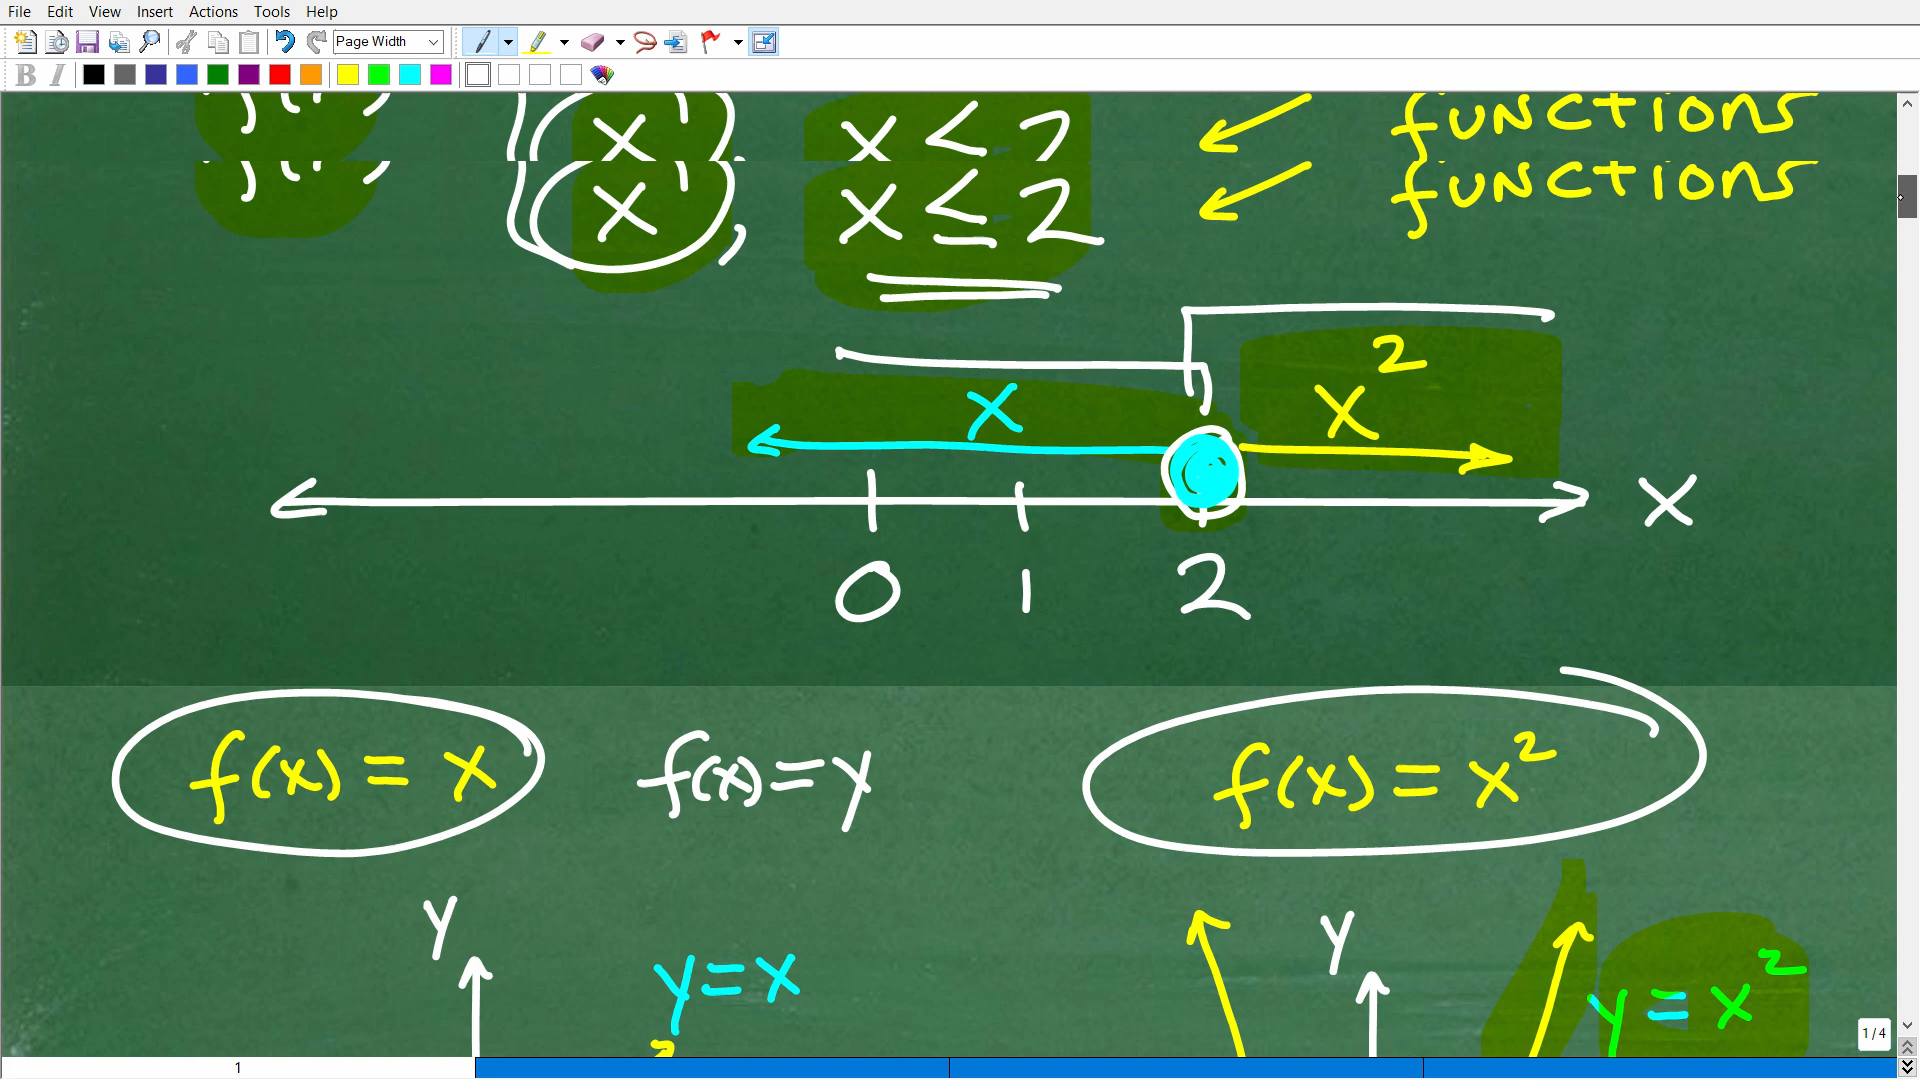 File Edit View Insert Actions Tools Help
Page Width
B I
x x ≤ 2 functions
x, x ≤ 2 functions
x x²
x
0 1 2
f(x) = x f(x) = y f(x) = x²
y y = x y y = x²
1 / 4
1